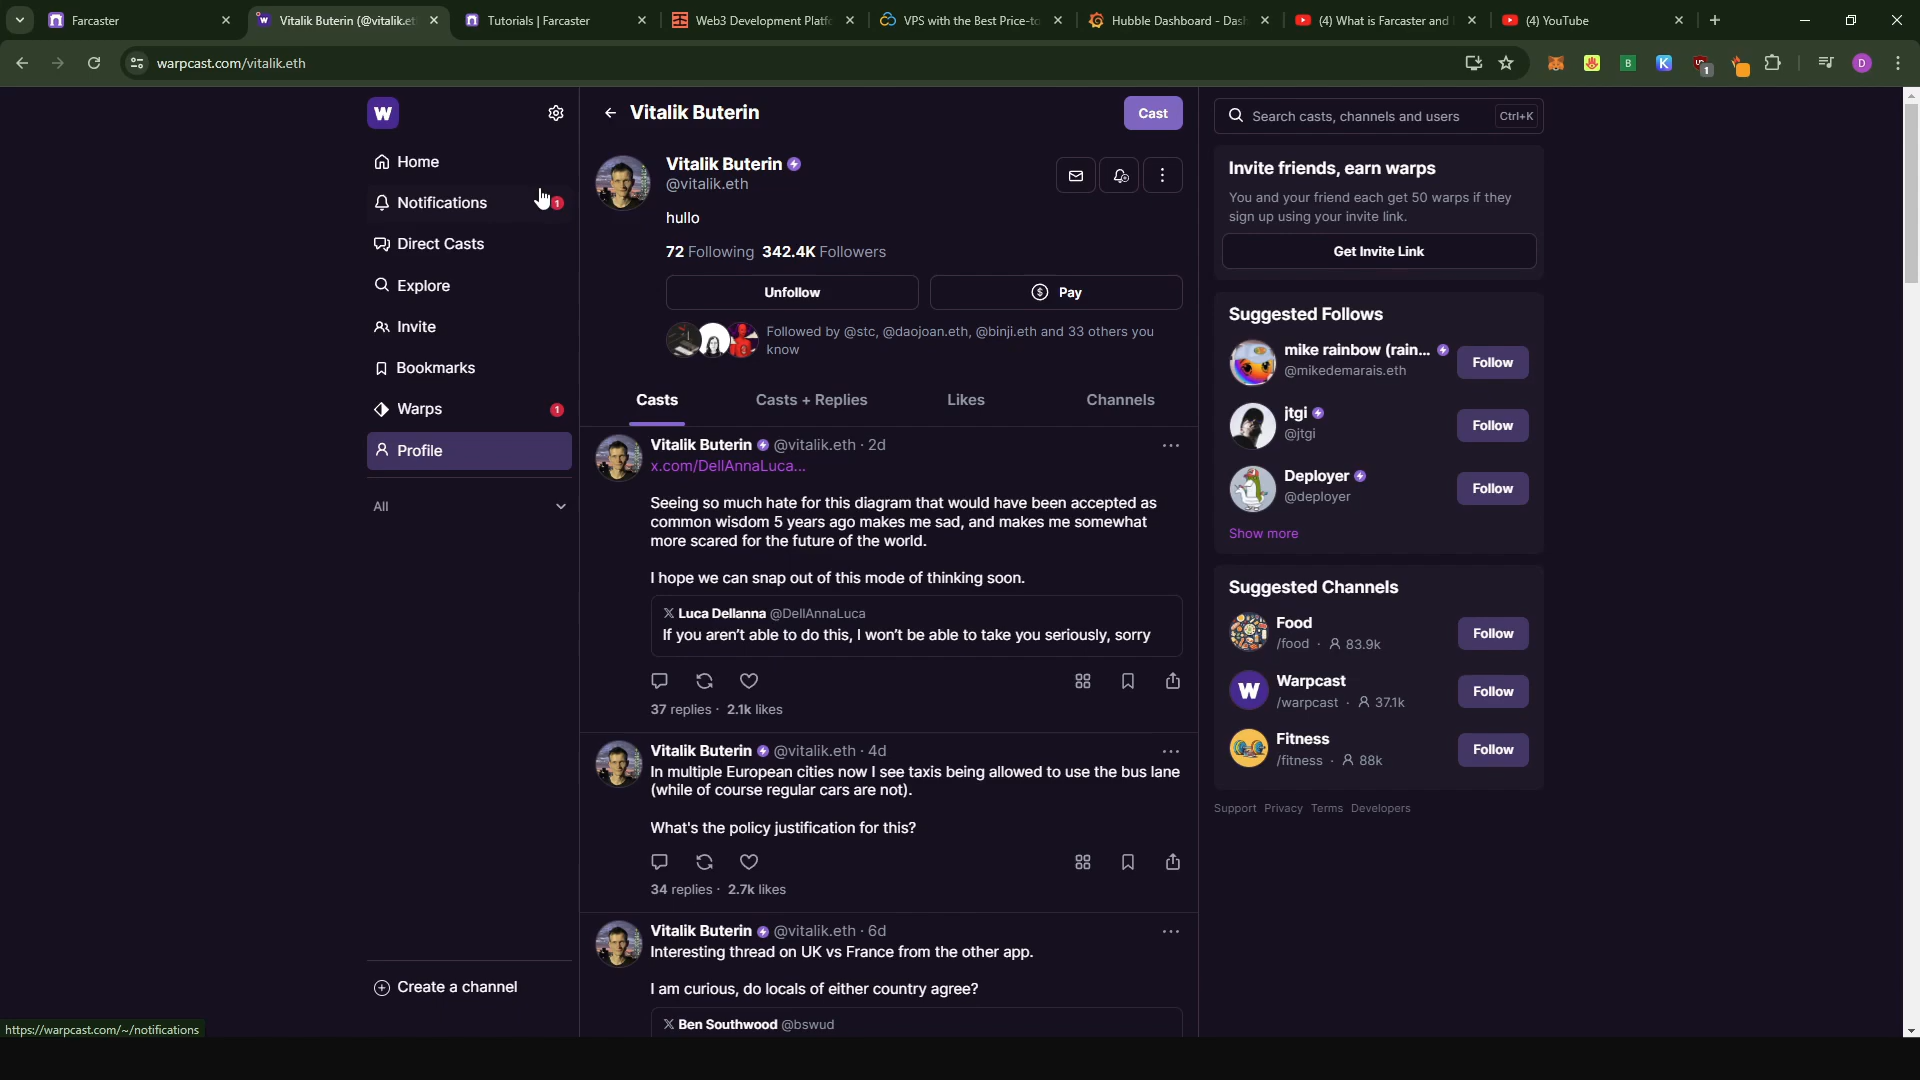 Farcaster
Vitalik Buterin (@vitalik.et
Tutorials | Farcaster
Web3 Development Platf
VPS with the Best Price-to
Hubble Dashboard - Dash
(4) What is Farcaster and
(4) YouTube
warpcast.com/vitalik.eth
B
K
1
D
W
Home
Notifications
1
Direct Casts
Explore
Invite
Bookmarks
Warps
1
Profile
All
Create a channel
https://warpcast.com/~/notifications
Vitalik Buterin
Cast
Vitalik Buterin
@vitalik.eth
hullo
72 Following 342.4K Followers
Unfollow
Pay
Followed by @stc, @daojoan.eth, @binji.eth and 33 others you
know
Casts
Casts + Replies
Likes
Channels
Vitalik Buterin @vitalik.eth · 2d
x.com/DellAnnaLuca...
Seeing so much hate for this diagram that would have been accepted as
common wisdom 5 years ago makes me sad, and makes me somewhat
more scared for the future of the world.
I hope we can snap out of this mode of thinking soon.
X Luca Dellanna @DellAnnaLuca
If you aren't able to do this, I won't be able to take you seriously, sorry
37 replies · 2.1k likes
Vitalik Buterin @vitalik.eth · 4d
In multiple European cities now I see taxis being allowed to use the bus lane
(while of course regular cars are not).
What's the policy justification for this?
34 replies · 2.7k likes
Vitalik Buterin @vitalik.eth · 6d
Interesting thread on UK vs France from the other app.
I am curious, do locals of either country agree?
X Ben Southwood @bswud
Search casts, channels and users
Ctrl+K
Invite friends, earn warps
You and your friend each get 50 warps if they
sign up using your invite link.
Get Invite Link
Suggested Follows
mike rainbow (rain...
@mikedemarais.eth
Follow
jtgi
@jtgi
Follow
Deployer
@deployer
Follow
Show more
Suggested Channels
Food
/food · 83.9k
Follow
W
Warpcast
/warpcast · 37.1k
Follow
Fitness
/fitness · 88k
Follow
Support Privacy Terms Developers